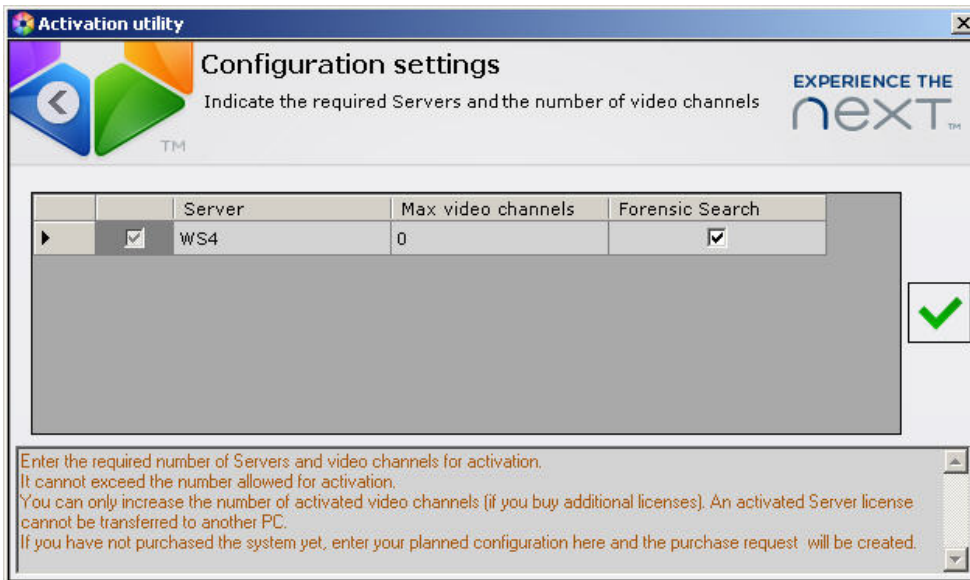 Activation utility
Configuration settings
Indicate the required Servers and the number of video channels
EXPERIENCE THE
next™
TM
Server Max video channels Forensic Search
WS4 0
Enter the required number of Servers and video channels for activation.
It cannot exceed the number allowed for activation.
You can only increase the number of activated video channels (if you buy additional licenses). An activated Server license
cannot be transferred to another PC.
If you have not purchased the system yet, enter your planned configuration here and the purchase request will be created.